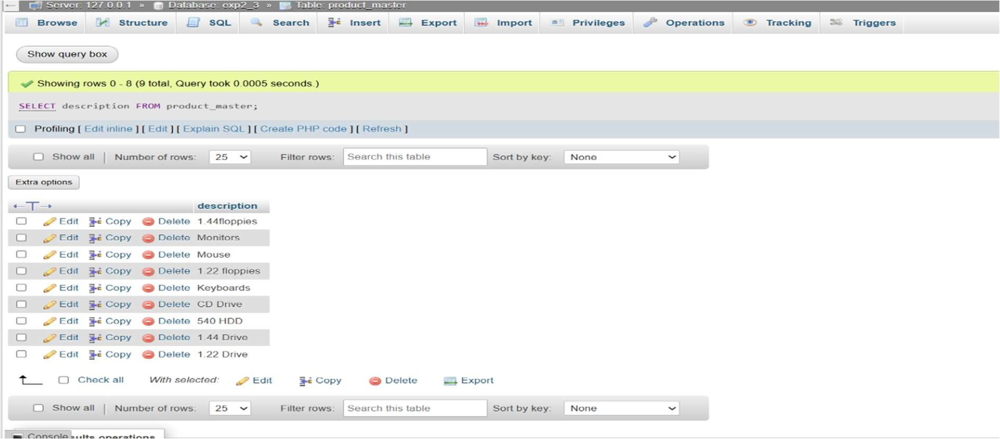 Server: 127.0.0.1 » Database: exp2_3 » Table: product_master
Browse Structure SQL Search Insert Export Import Privileges Operations Tracking Triggers
Show query box
Showing rows 0 - 8 (9 total, Query took 0.0005 seconds.)
SELECT description FROM product_master;
Profiling [ Edit inline ] [ Edit ] [ Explain SQL ] [ Create PHP code ] [ Refresh ]
Show all | Number of rows: 25 Filter rows: Search this table Sort by key: None
Extra options
←T→ description
Edit Copy Delete 1.44floppies
Edit Copy Delete Monitors
Edit Copy Delete Mouse
Edit Copy Delete 1.22 floppies
Edit Copy Delete Keyboards
Edit Copy Delete CD Drive
Edit Copy Delete 540 HDD
Edit Copy Delete 1.44 Drive
Edit Copy Delete 1.22 Drive
Check all With selected: Edit Copy Delete Export
Show all | Number of rows: 25 Filter rows: Search this table Sort by key: None
Console operations